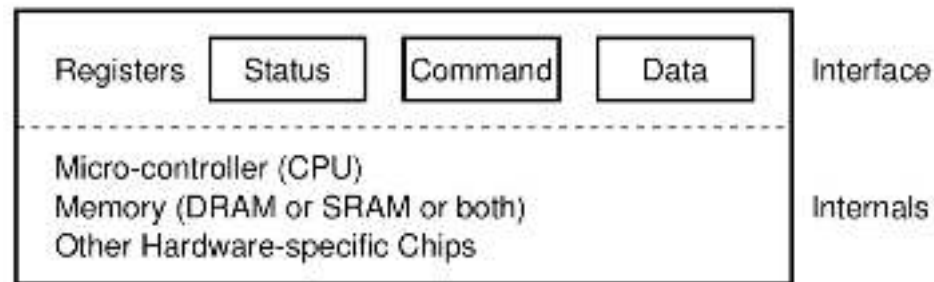 Registers Status Command Data Interface
Micro-controller (CPU)
Memory (DRAM or SRAM or both) Internals
Other Hardware-specific Chips